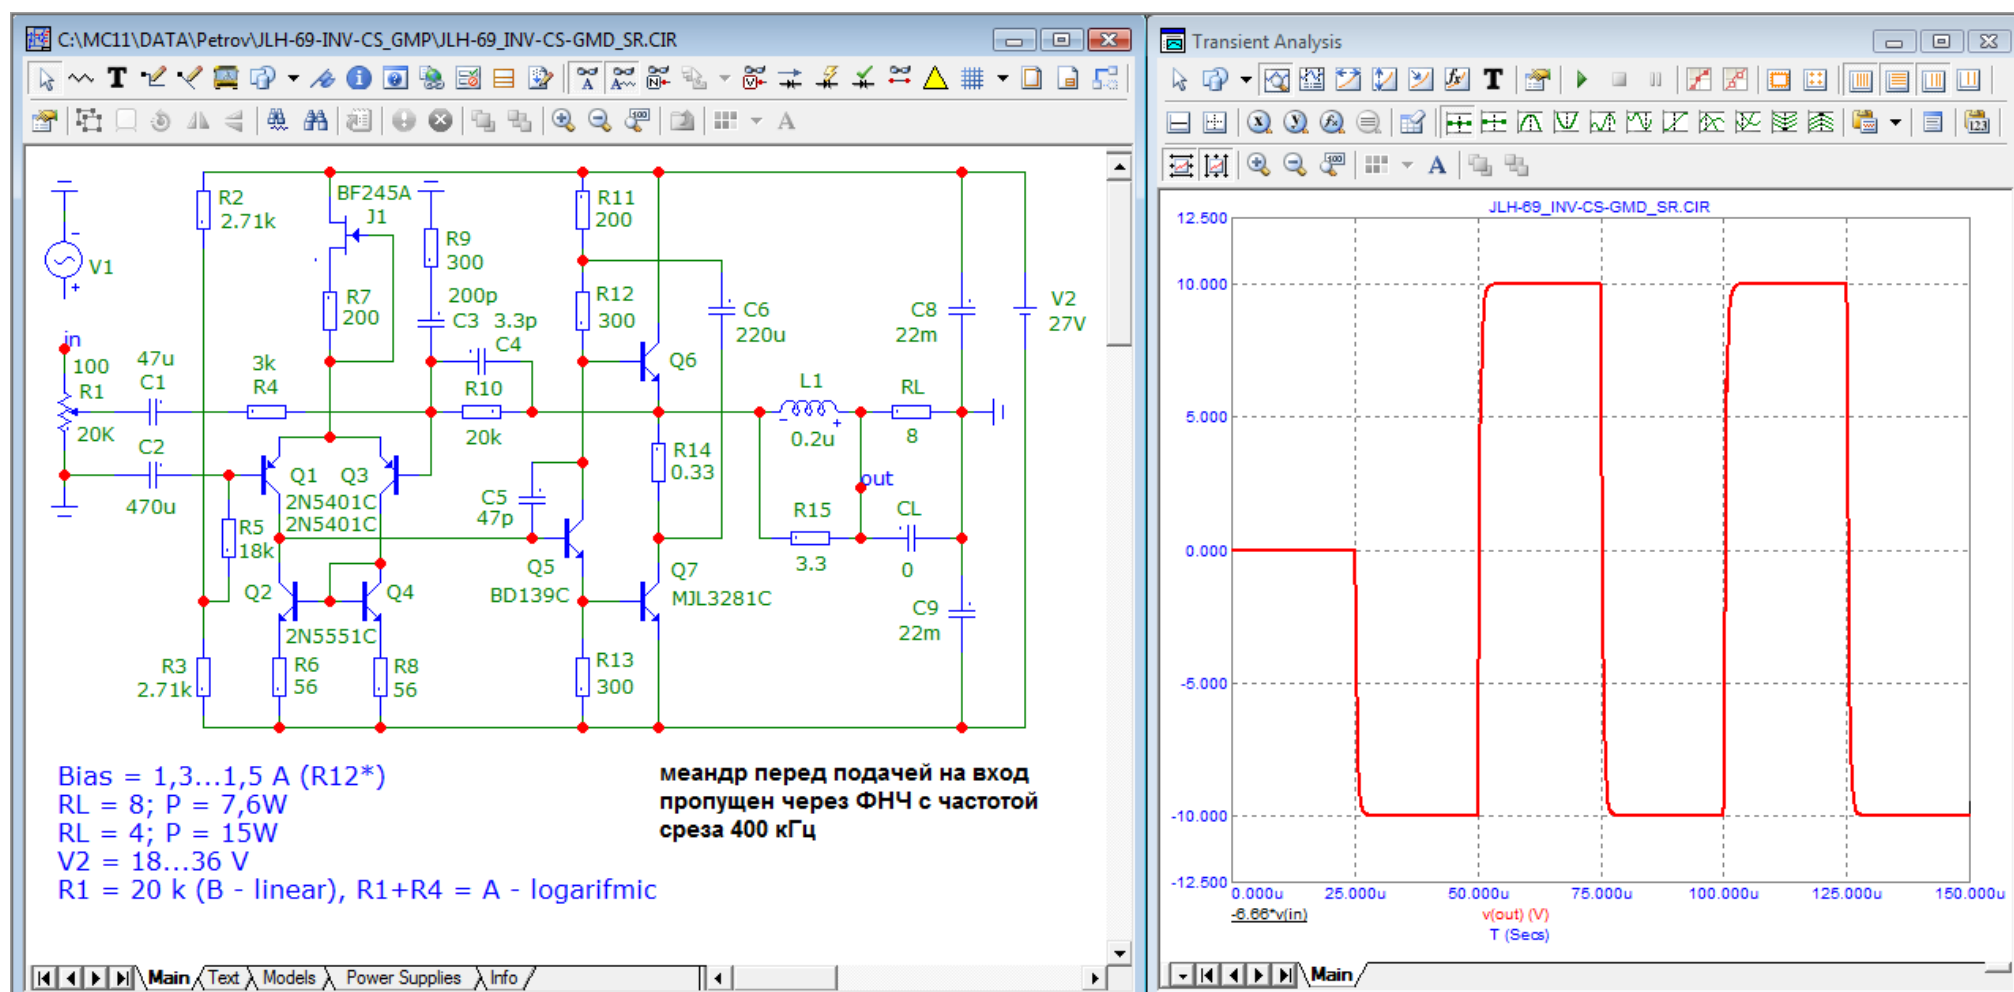 C:\MC11\DATA\Petrov\JLH-69-INV-CS_GMP\JLH-69_INV-CS-GMD_SR.CIR
R2
2.71k
BF245A
J1
R11
200
V1
R9
300
R7
200
200p
C3
3.3p
C4
R12
300
C6
220u
C8
22m
V2
27V
in
100
R1
20K
47u
C1
3k
R4
R10
20k
Q6
L1
0.2u
RL
8
C2
470u
Q1
Q3
2N5401C
2N5401C
R14
0.33
out
C5
47p
R5
18k
R15
3.3
CL
0
Q5
BD139C
Q7
MJL3281C
Q2
Q4
2N5551C
C9
22m
R3
2.71k
R6
56
R8
56
R13
300
Bias = 1,3...1,5 A (R12*)
RL = 8; P = 7,6W
RL = 4; P = 15W
V2 = 18...36 V
R1 = 20 k (B - linear), R1+R4 = A - logarifmic
меандр перед подачей на вход
пропущен через ФНЧ с частотой
среза 400 кГц
Main
Text
Models
Power Supplies
Info
Transient Analysis
JLH-69_INV-CS-GMD_SR.CIR
12.500
10.000
5.000
0.000
-5.000
-10.000
-12.500
0.000u
25.000u
50.000u
75.000u
100.000u
125.000u
150.000u
-6.66*v(in)
v(out) (V)
T (Secs)
Main